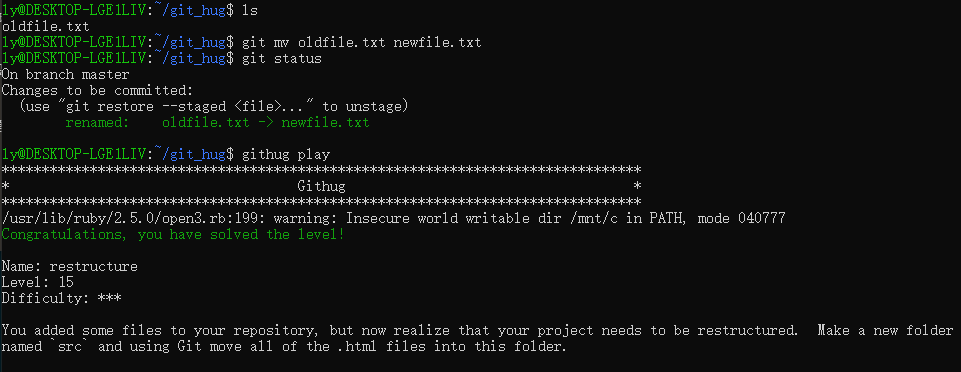 ly@DESKTOP-LGE1LIV:~/git_hug$ ls
oldfile.txt
ly@DESKTOP-LGE1LIV:~/git_hug$ git mv oldfile.txt newfile.txt
ly@DESKTOP-LGE1LIV:~/git_hug$ git status
On branch master
Changes to be committed:
  (use "git restore --staged <file>..." to unstage)
        renamed:    oldfile.txt -> newfile.txt

ly@DESKTOP-LGE1LIV:~/git_hug$ githug play
********************************************************************************
*                                    Githug                                    *
********************************************************************************
/usr/lib/ruby/2.5.0/open3.rb:199: warning: Insecure world writable dir /mnt/c in PATH, mode 040777
Congratulations, you have solved the level!

Name: restructure
Level: 15
Difficulty: ***

You added some files to your repository, but now realize that your project needs to be restructured.  Make a new folder
named `src` and using Git move all of the .html files into this folder.